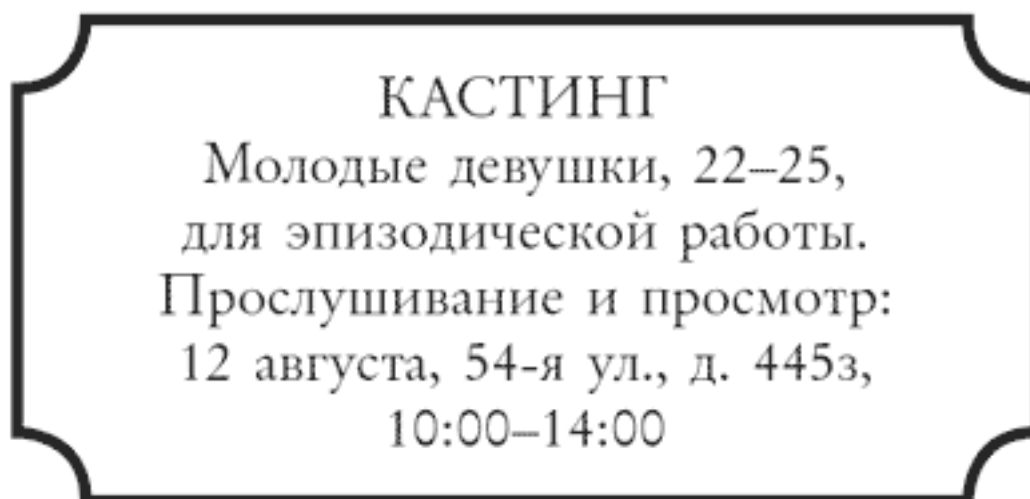 КАСТИНГ
Молодые девушки, 22–25,
для эпизодической работы.
Прослушивание и просмотр:
12 августа, 54-я ул., д. 445з,
10:00–14:00